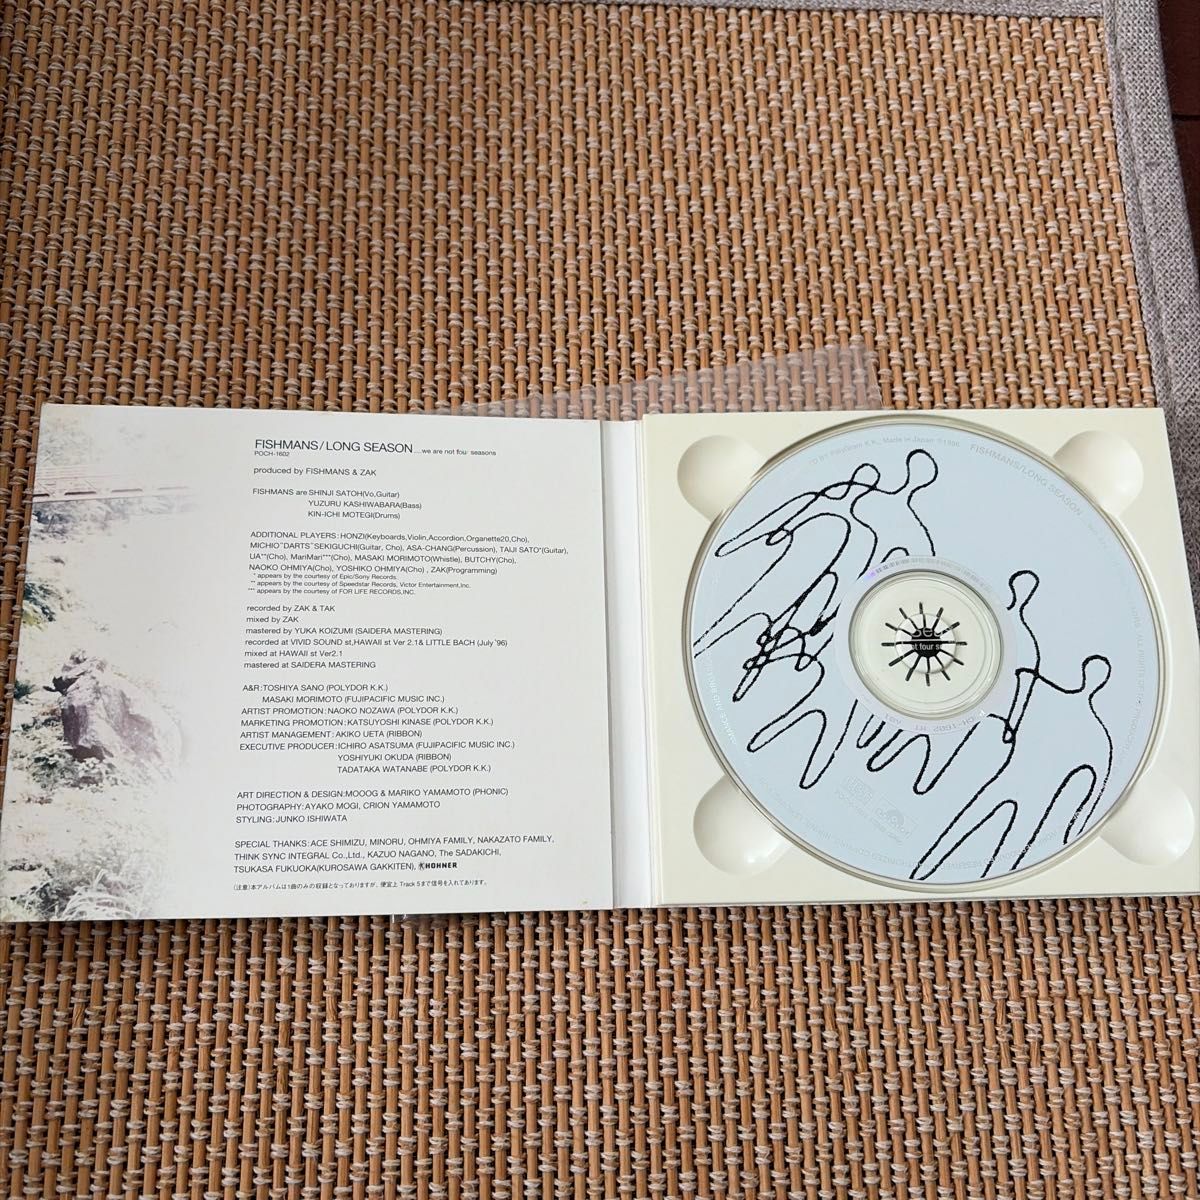 FISHMANS/LONG SEASON ...we are not four seasons
POCH-1602
produced by FISHMANS & ZAK
FISHMANS are SHINJI SATOH(Vo,Guitar)
YUZURU KASHIWABARA(Bass)
KIN-ICHI MOTEGI(Drums)
ADDITIONAL PLAYERS: HONZI(Keyboards,Violin,Accordion,Organette20,Cho),
MICHIO"DARTS"SEKIGUCHI(Guitar, Cho), ASA-CHANG(Percussion), TAIJI SATO*(Guitar),
UA**(Cho), MariMari***(Cho), MASAKI MORIMOTO(Whistle), BUTCHY(Cho),
NAOKO OHMIYA(Cho), YOSHIKO OHMIYA(Cho) , ZAK(Programming)
* appears by the courtesy of Epic/Sony Records.
** appears by the courtesy of Speedstar Records, Victor Entertainment,Inc.
*** appears by the courtesy of FOR LIFE RECORDS,INC.
recorded by ZAK & TAK
mixed by ZAK
mastered by YUKA KOIZUMI (SAIDERA MASTERING)
recorded at VIVID SOUND st,HAWAII st Ver 2.1& LITTLE BACH (July '96)
mixed at HAWAII st Ver2.1
mastered at SAIDERA MASTERING
A&R:TOSHIYA SANO (POLYDOR K.K.)
MASAKI MORIMOTO (FUJIPACIFIC MUSIC INC.)
ARTIST PROMOTION: NAOKO NOZAWA (POLYDOR K.K.)
MARKETING PROMOTION:KATSUYOSHI KINASE (POLYDOR K.K.)
ARTIST MANAGEMENT: AKIKO UETA (RIBBON)
EXECUTIVE PRODUCER:ICHIRO ASATSUMA (FUJIPACIFIC MUSIC INC.)
YOSHIYUKI OKUDA (RIBBON)
TADATAKA WATANABE (POLYDOR K.K.)
ART DIRECTION & DESIGN:MOOOG & MARIKO YAMAMOTO (PHONIC)
PHOTOGRAPHY:AYAKO MOGI, CRION YAMAMOTO
STYLING:JUNKO ISHIWATA
SPECIAL THANKS:ACE SHIMIZU, MINORU, OHMIYA FAMILY, NAKAZATO FAMILY,
THINK SYNC INTEGRAL Co.,Ltd., KAZUO NAGANO, The SADAKICHI,
TSUKASA FUKUOKA(KUROSAWA GAKKITEN), HOHNER
(注意)本アルバムは1曲のみの収録となっておりますが、便宜上 Track 5まで信号を入れてあります。
BY PolyGram K.K., Made in Japan ℗1996
FISHMANS/LONG SEASON
four